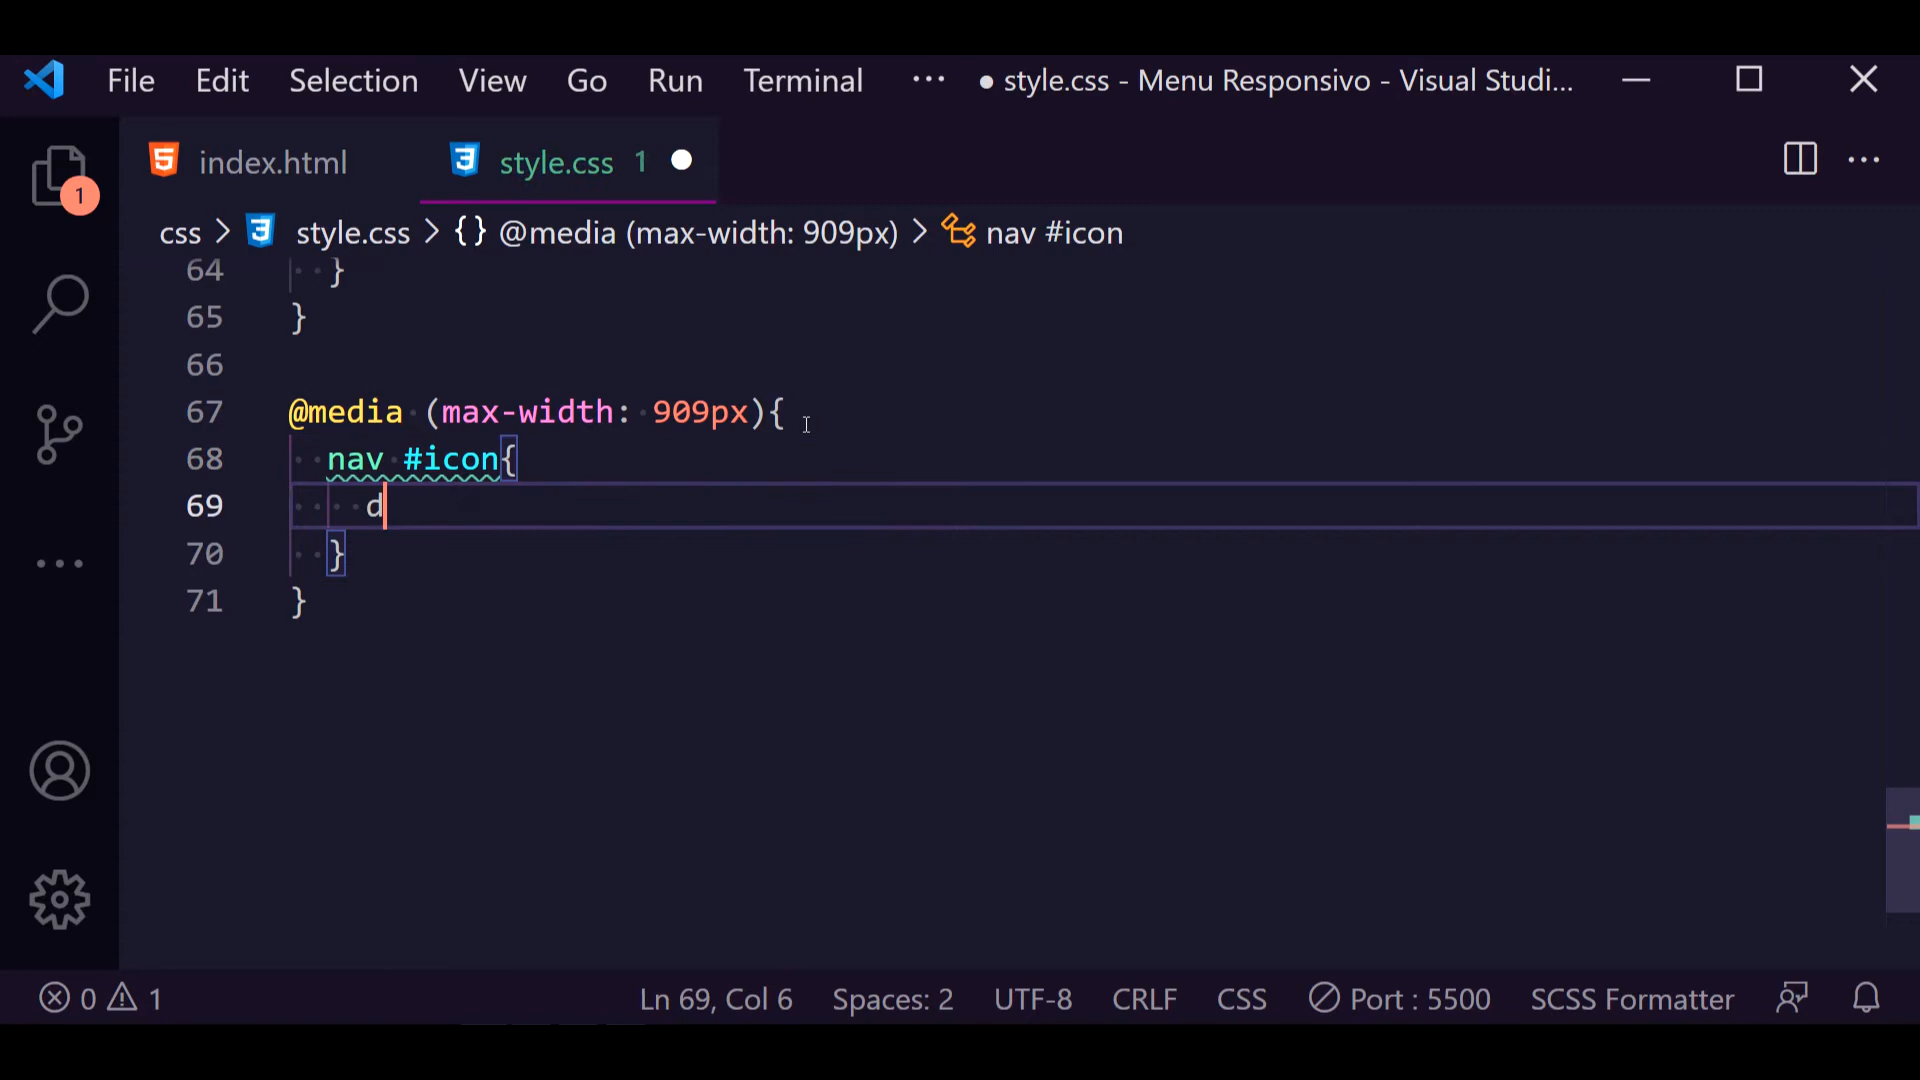 File Edit Selection View Go Run Terminal ··· ● style.css - Menu Responsivo - Visual Studi...
index.html style.css 1
1
css > style.css > {} @media (max-width: 909px) > nav #icon
64 }
65 }
66
67 @media (max-width: 909px){
68 nav #icon{
69 d
70 }
71 }
0 1 Ln 69, Col 6 Spaces: 2 UTF-8 CRLF CSS Port : 5500 SCSS Formatter